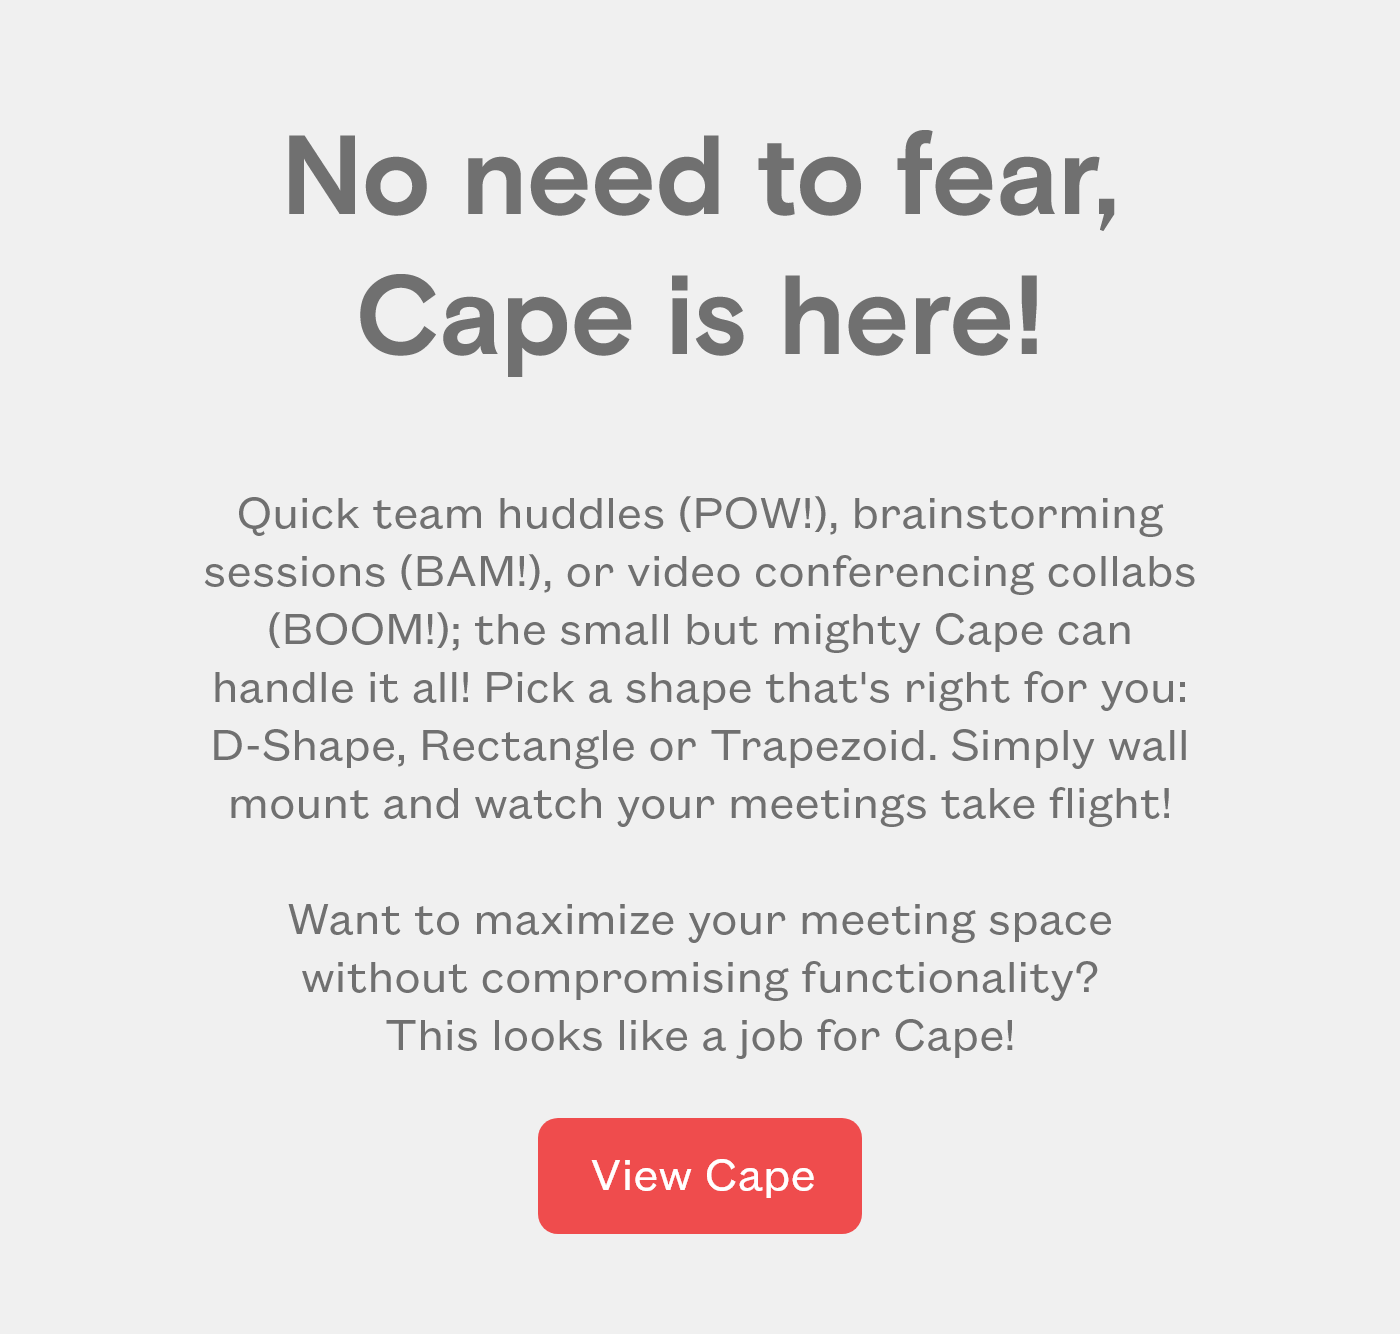 No need to fear,
Cape is here!
Quick team huddles (POW!), brainstorming
sessions (BAM!), or video conferencing collabs
(BOOM!); the small but mighty Cape can
handle it all! Pick a shape that's right for you:
D-Shape, Rectangle or Trapezoid. Simply wall
mount and watch your meetings take flight!
Want to maximize your meeting space
without compromising functionality?
This looks like a job for Cape!
View Cape